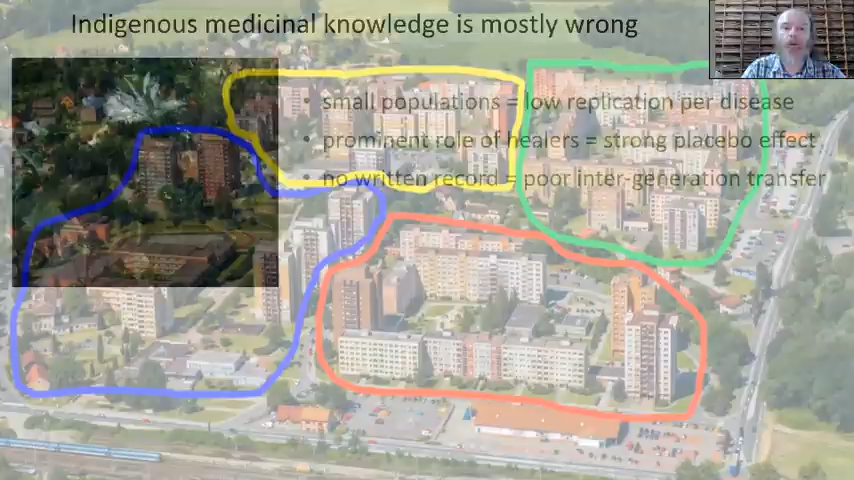 Indigenous medicinal knowledge is mostly wrong
• small populations = low replication per disease
• prominent role of healers = strong placebo effect
• no written record = poor inter-generation transfer